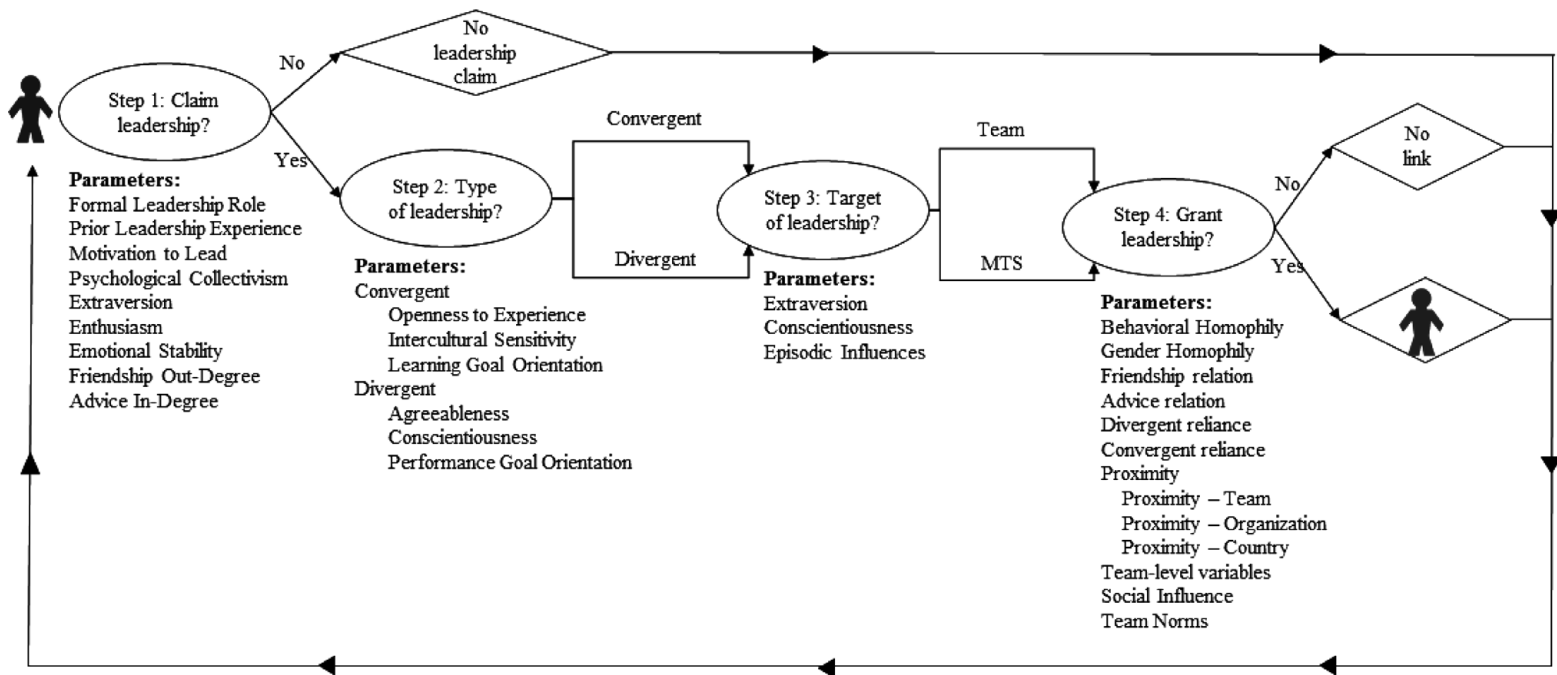 No
leadership
claim
No
Step 1: Claim
leadership?
Yes
Parameters:
Formal Leadership Role
Prior Leadership Experience
Motivation to Lead
Psychological Collectivism
Extraversion
Enthusiasm
Emotional Stability
Friendship Out-Degree
Advice In-Degree
Step 2: Type
of leadership?
Parameters:
Convergent
Openness to Experience
Intercultural Sensitivity
Learning Goal Orientation
Divergent
Agreeableness
Conscientiousness
Performance Goal Orientation
Convergent
Divergent
Step 3: Target
of leadership?
Parameters:
Extraversion
Conscientiousness
Episodic Influences
Team
MTS
Step 4: Grant
leadership?
Parameters:
Behavioral Homophily
Gender Homophily
Friendship relation
Advice relation
Divergent reliance
Convergent reliance
Proximity
Proximity – Team
Proximity – Organization
Proximity – Country
Team-level variables
Social Influence
Team Norms
No
Yes
No
link